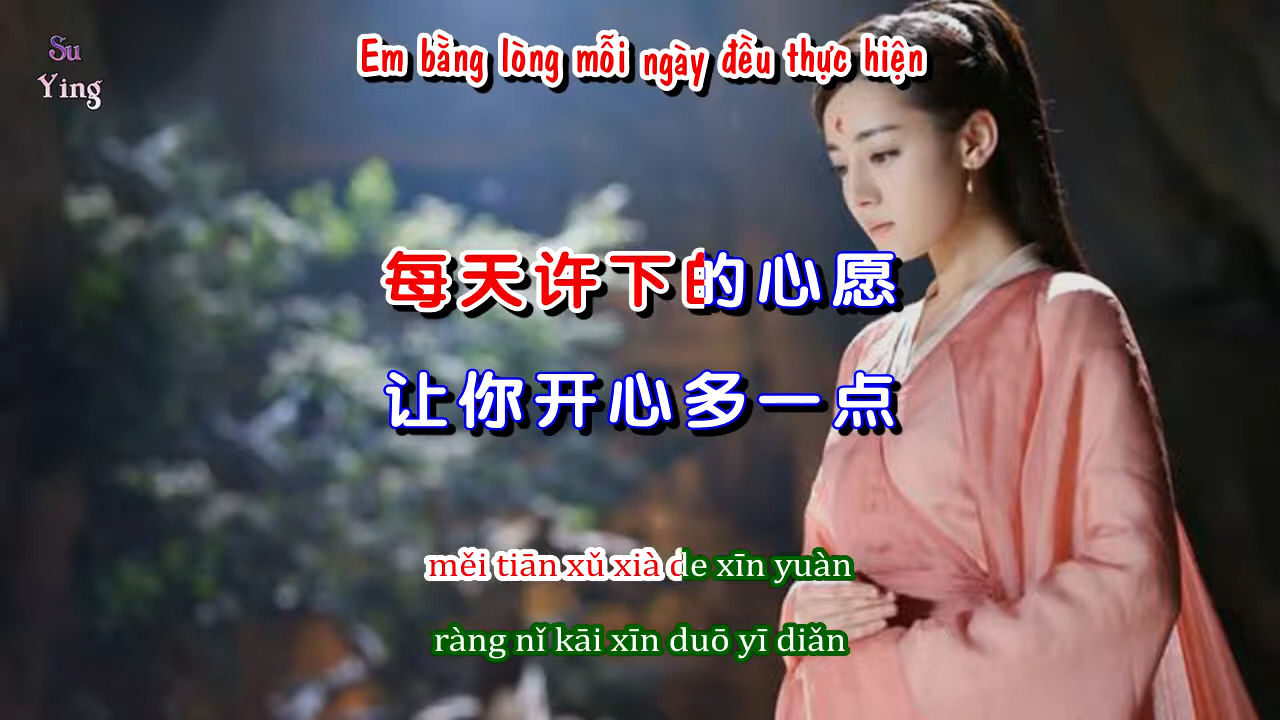 Su
Ying
Em bằng lòng mỗi ngày đều thực hiện
每天许下的心愿
让你开心多一点
měi tiān xǔ xià de xīn yuàn
ràng nǐ kāi xīn duō yī diǎn